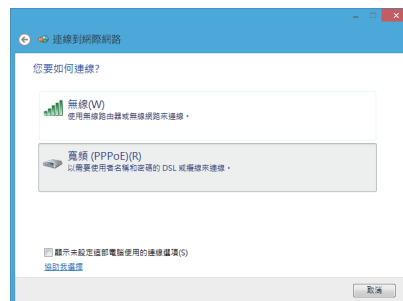 連線到網際網路
您要如何連線?
無線(W)
使用無線路由器或無線網路來連線。
寬頻 (PPPoE)(R)
以需要使用者名稱和密碼的 DSL 或纜線來連線。
顯示未設定這部電腦使用的連線選項(S)
協助我選擇
取消